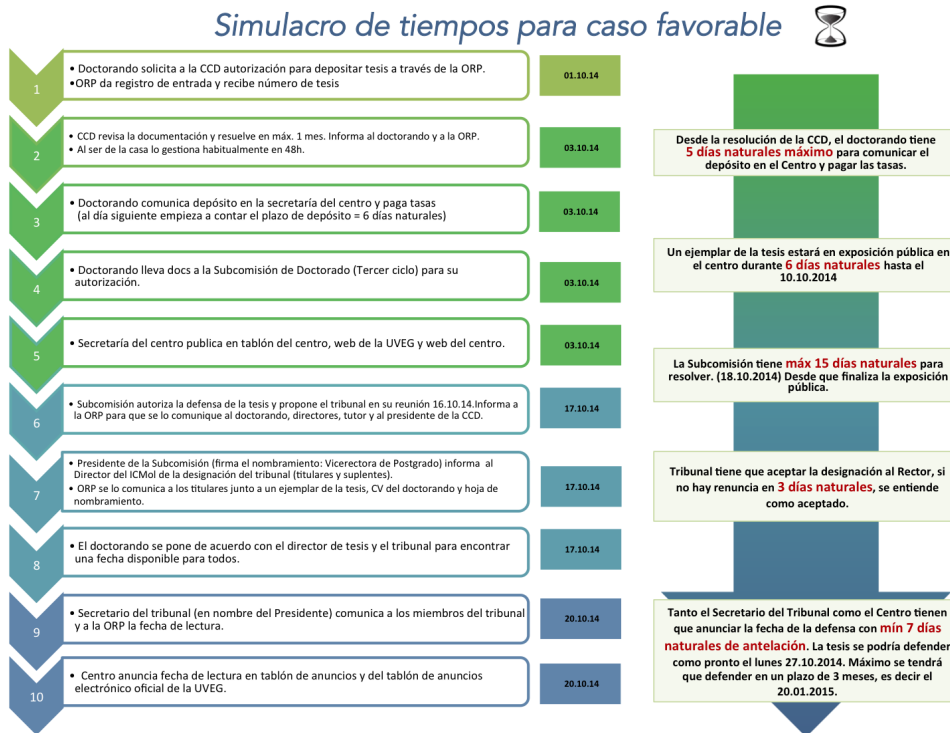 Simulacro de tiempos para caso favorable
1
• Doctorando solicita a la CCD autorización para depositar tesis a través de la ORP.
•ORP da registro de entrada y recibe número de tesis
01.10.14
2
• CCD revisa la documentación y resuelve en máx. 1 mes. Informa al doctorando y a la ORP.
• Al ser de la casa lo gestiona habitualmente en 48h.
03.10.14
3
• Doctorando comunica depósito en la secretaría del centro y paga tasas
(al día siguiente empieza a contar el plazo de depósito = 6 días naturales)
03.10.14
4
• Doctorando lleva docs a la Subcomisión de Doctorado (Tercer ciclo) para su
autorización.
03.10.14
5
• Secretaría del centro publica en tablón del centro, web de la UVEG y web del centro.
03.10.14
6
• Subcomisión autoriza la defensa de la tesis y propone el tribunal en su reunión 16.10.14.Informa a
la ORP para que se lo comunique al doctorando, directores, tutor y al presidente de la CCD.
17.10.14
7
• Presidente de la Subcomisión (firma el nombramiento: Vicerectora de Postgrado) informa al
Director del ICMol de la designación del tribunal (titulares y suplentes).
• ORP se lo comunica a los titulares junto a un ejemplar de la tesis, CV del doctorando y hoja de
nombramiento.
17.10.14
8
• El doctorando se pone de acuerdo con el director de tesis y el tribunal para encontrar
una fecha disponible para todos.
17.10.14
9
• Secretario del tribunal (en nombre del Presidente) comunica a los miembros del tribunal
y a la ORP la fecha de lectura.
20.10.14
10
• Centro anuncia fecha de lectura en tablón de anuncios y del tablón de anuncios
electrónico oficial de la UVEG.
20.10.14
Desde la resolución de la CCD, el doctorando tiene
5 días naturales máximo para comunicar el
depósito en el Centro y pagar las tasas.
Un ejemplar de la tesis estará en exposición pública en
el centro durante 6 días naturales hasta el
10.10.2014
La Subcomisión tiene máx 15 días naturales para
resolver. (18.10.2014) Desde que finaliza la exposición
pública.
Tribunal tiene que aceptar la designación al Rector, si
no hay renuncia en 3 días naturales, se entiende
como aceptado.
Tanto el Secretario del Tribunal como el Centro tienen
que anunciar la fecha de la defensa con mín 7 días
naturales de antelación. La tesis se podría defender
como pronto el lunes 27.10.2014. Máximo se tendrá
que defender en un plazo de 3 meses, es decir el
20.01.2015.